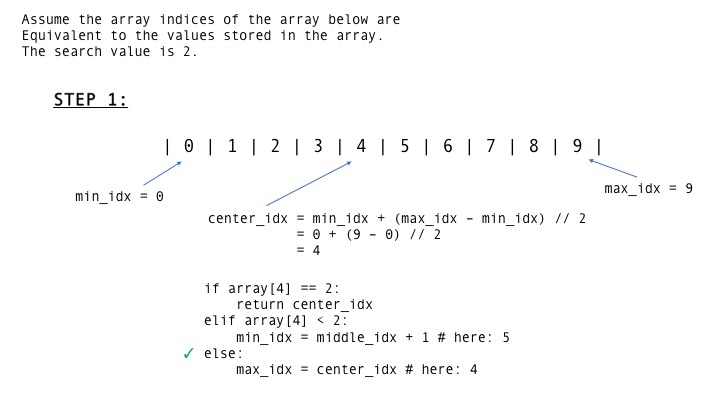 Assume the array indices of the array below are
Equivalent to the values stored in the array.
The search value is 2.
STEP 1:
| 0 | 1 | 2 | 3 | 4 | 5 | 6 | 7 | 8 | 9 |
min_idx = 0
max_idx = 9
center_idx = min_idx + (max_idx – min_idx) // 2
= 0 + (9 – 0) // 2
= 4
if array[4] == 2:
return center_idx
elif array[4] < 2:
min_idx = middle_idx + 1 # here: 5
✓ else:
max_idx = center_idx # here: 4